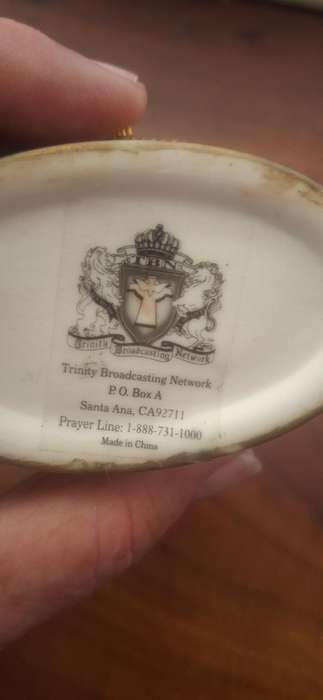 TBN
Trinity Broadcasting Network
Trinity Broadcasting Network
P.O. Box A
Santa Ana, CA92711
Prayer Line: 1-888-731-1000
Made in China